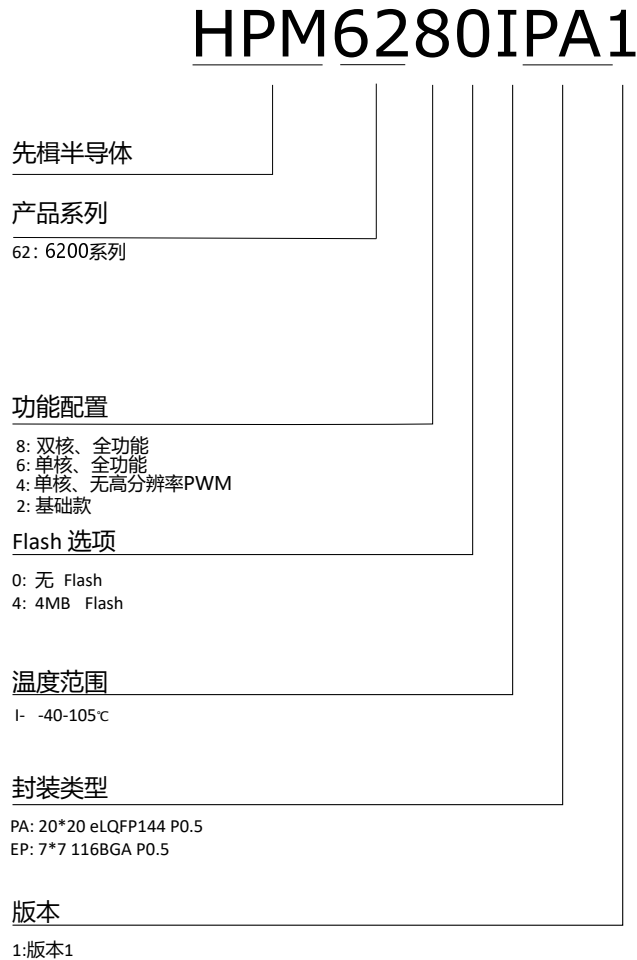 HPM6280IPA1
先楫半导体
产品系列
62：6200系列
功能配置
8: 双核、全功能
6: 单核、全功能
4: 单核、无高分辨率PWM
2: 基础款
Flash 选项
0: 无 Flash
4: 4MB Flash
温度范围
I- -40-105℃
封装类型
PA: 20*20 eLQFP144 P0.5
EP: 7*7 116BGA P0.5
版本
1:版本1